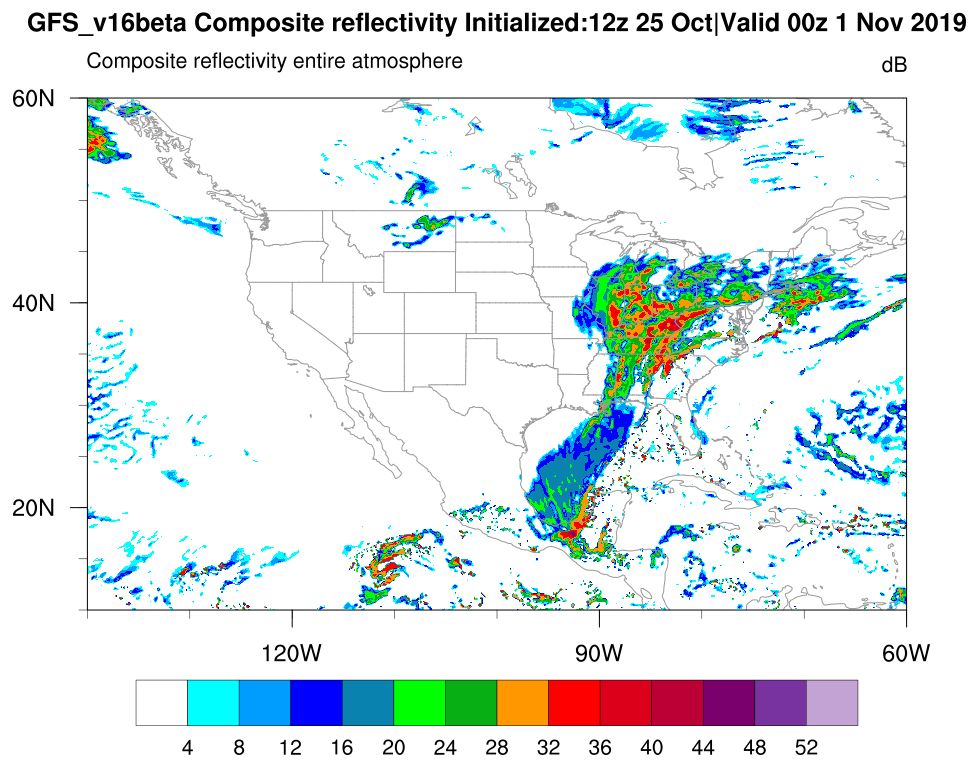 GFS_v16beta Composite reflectivity Initialized:12z 25 Oct|Valid 00z 1 Nov 2019
Composite reflectivity entire atmosphere
dB
60N
40N
20N
120W
90W
60W
4
8
12
16
20
24
28
32
36
40
44
48
52